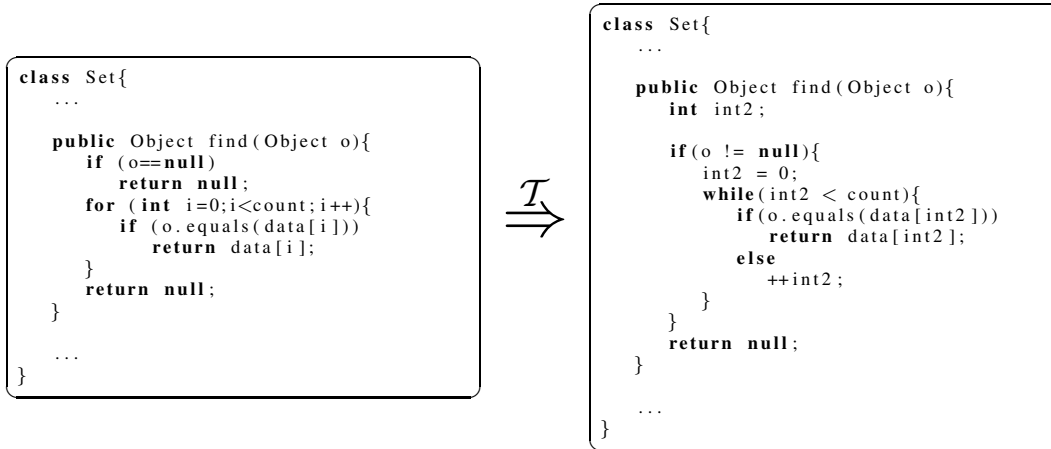 class Set{
...
public Object find(Object o){
if (o==null)
return null;
for (int i=0;i<count;i++){
if (o.equals(data[i]))
return data[i];
}
return null;
}
...
}
T
class Set{
...
public Object find(Object o){
int int2;
if(o != null){
int2 = 0;
while(int2 < count){
if(o.equals(data[int2]))
return data[int2];
else
++int2;
}
}
return null;
}
...
}